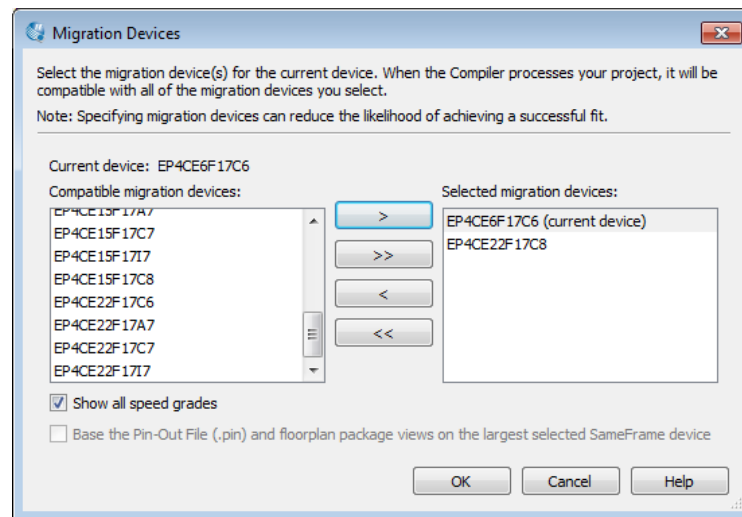 Migration Devices
Select the migration device(s) for the current device. When the Compiler processes your project, it will be
compatible with all of the migration devices you select.
Note: Specifying migration devices can reduce the likelihood of achieving a successful fit.
Current device: EP4CE6F17C6
Compatible migration devices:
EP4CE15F17A7
EP4CE15F17C7
EP4CE15F17I7
EP4CE15F17C8
EP4CE22F17C6
EP4CE22F17A7
EP4CE22F17C7
EP4CE22F17I7
>
>>
<
<<
Selected migration devices:
EP4CE6F17C6 (current device)
EP4CE22F17C8
Show all speed grades
Base the Pin-Out File (.pin) and floorplan package views on the largest selected SameFrame device
OK
Cancel
Help